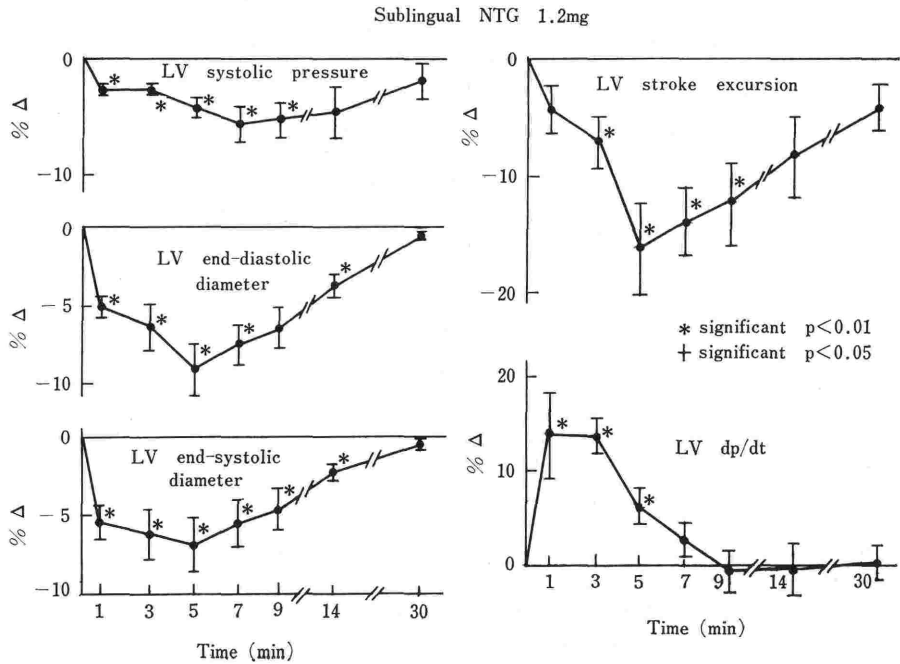 Sublingual NTG 1.2mg
0
-10
% Δ
LV systolic pressure
* * * * *
0
-5
-10
% Δ
LV end-diastolic
diameter
* * * * *
0
-5
-10
% Δ
LV end-systolic
diameter
* * * * * *
1 3 5 7 9 14 30
Time (min)
0
-10
-20
% Δ
LV stroke excursion
* * * *
* significant p<0.01
† significant p<0.05
20
10
0
% Δ
LV dp/dt
* * *
1 3 5 7 9 14 30
Time (min)